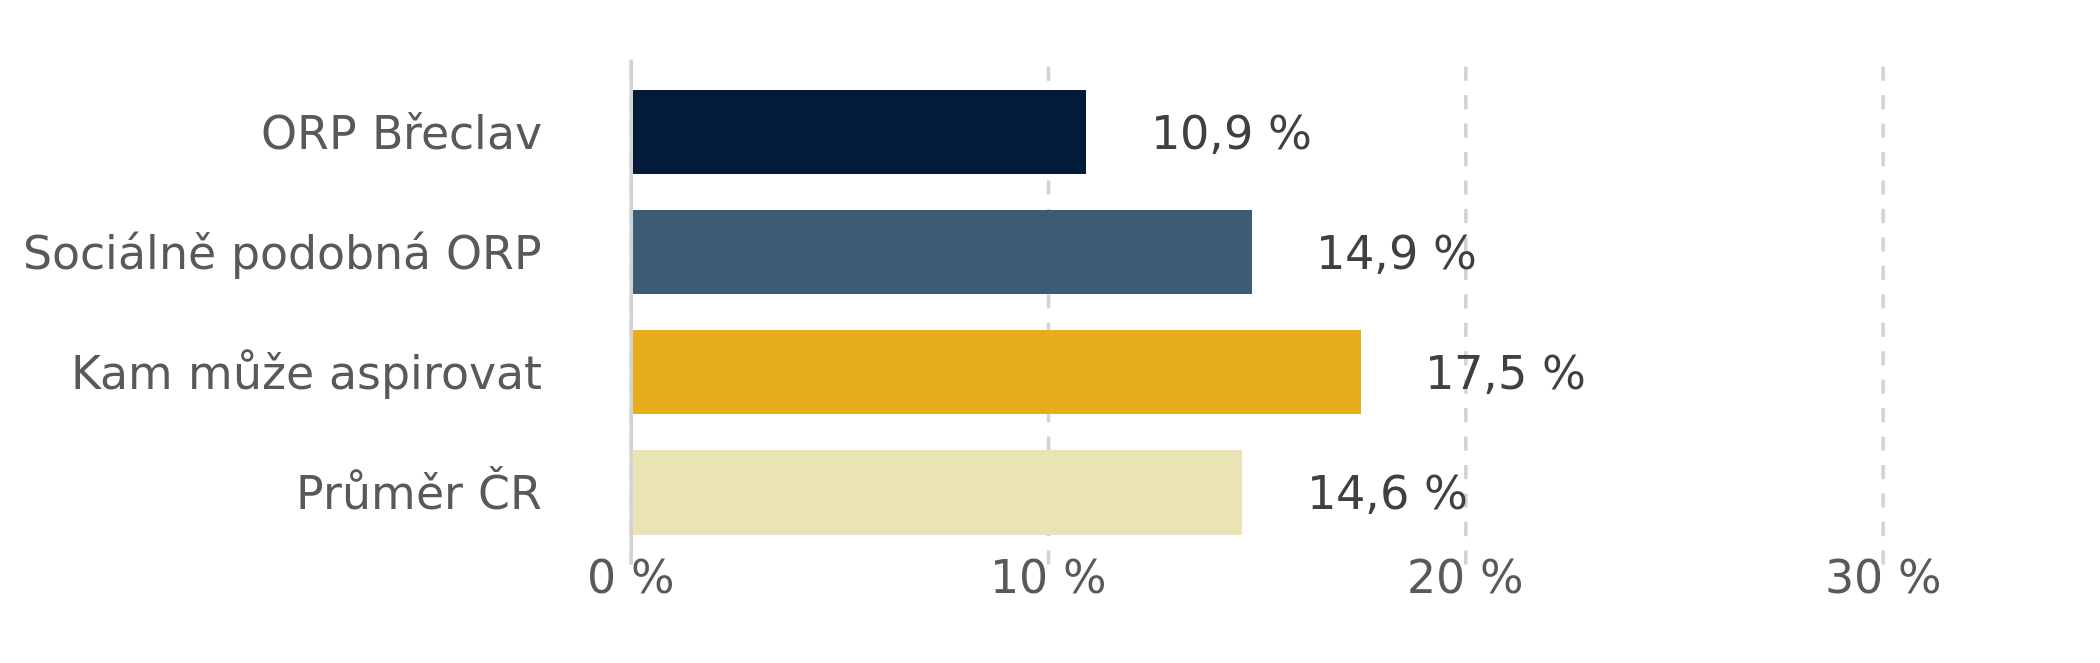 ORP Břeclav 10,9 %
Sociálně podobná ORP 14,9 %
Kam může aspirovat 17,5 %
Průměr ČR 14,6 %
0 % 10 % 20 % 30 %